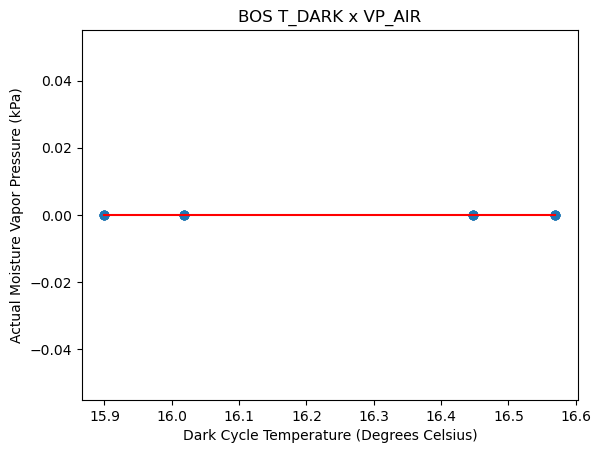 BOS T_DARK x VP_AIR
Actual Moisture Vapor Pressure (kPa)
0.04
0.02
0.00
−0.02
−0.04
15.9 16.0 16.1 16.2 16.3 16.4 16.5 16.6
Dark Cycle Temperature (Degrees Celsius)